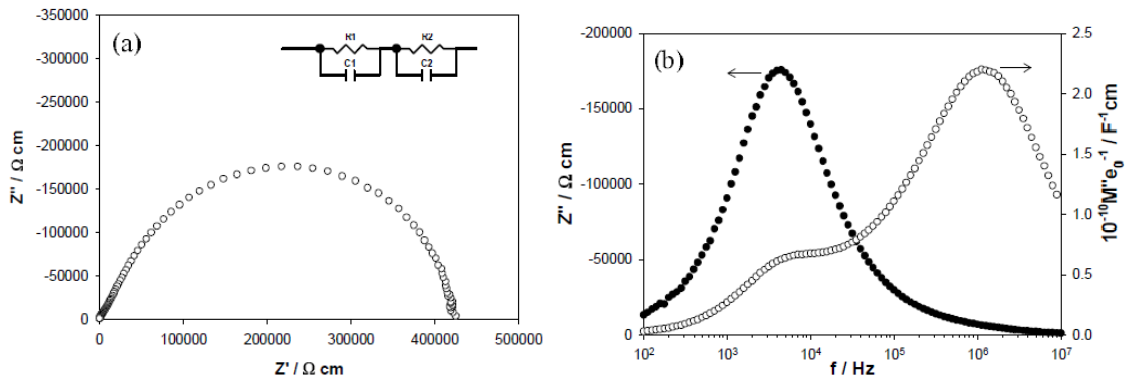 (a)
R1
R2
C1
C2
-350000
-300000
-250000
-200000
-150000
-100000
-50000
0
Z'' / Ω cm
0
100000
200000
300000
400000
500000
Z' / Ω cm
(b)
-200000
-150000
-100000
-50000
0
Z'' / Ω cm
2.5
2.0
1.5
1.0
0.5
0.0
10⁻¹⁰M''e₀⁻¹ / F⁻¹cm
10²
10³
10⁴
10⁵
10⁶
10⁷
f / Hz